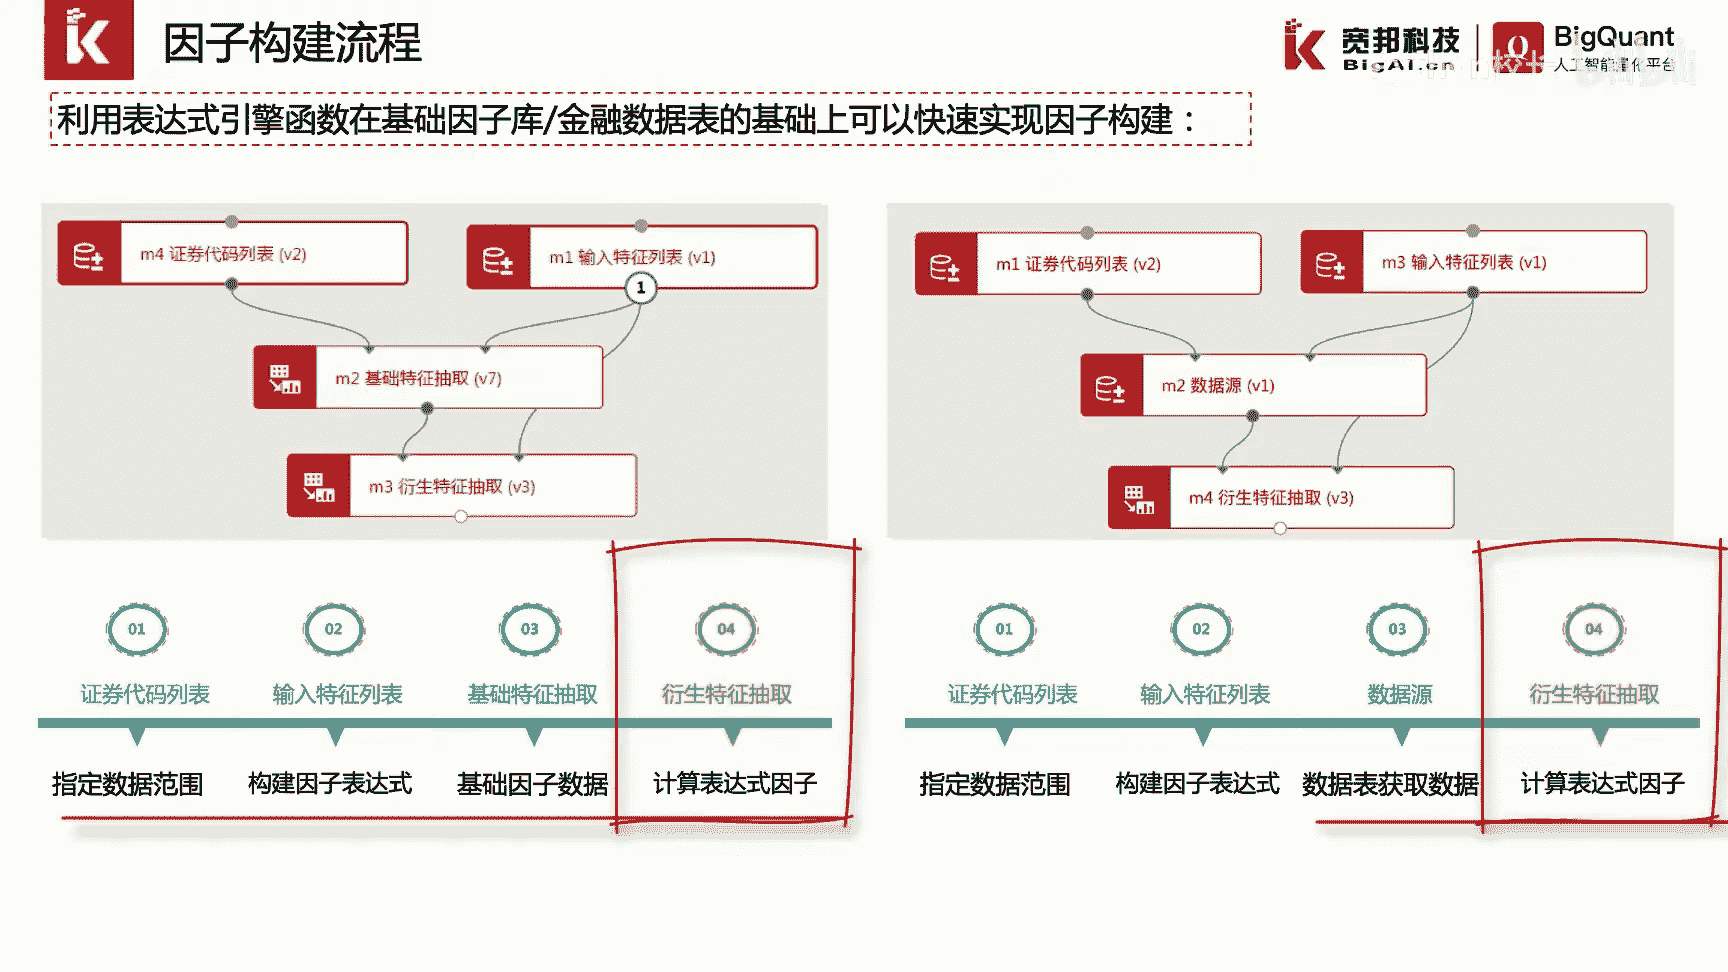 因子构建流程
宽邦科技
BigAI.cn
BigQuant
人工智能量化平台
利用表达式引擎函数在基础因子库/金融数据表的基础上可以快速实现因子构建：
m4 证券代码列表 (v2)
m1 输入特征列表 (v1)
1
m2 基础特征抽取 (v7)
m3 衍生特征抽取 (v3)
m1 证券代码列表 (v2)
m3 输入特征列表 (v1)
m2 数据源 (v1)
m4 衍生特征抽取 (v3)
01
02
03
04
证券代码列表
输入特征列表
基础特征抽取
衍生特征抽取
指定数据范围
构建因子表达式
基础因子数据
计算表达式因子
01
02
03
04
证券代码列表
输入特征列表
数据源
衍生特征抽取
指定数据范围
构建因子表达式
数据表获取数据
计算表达式因子